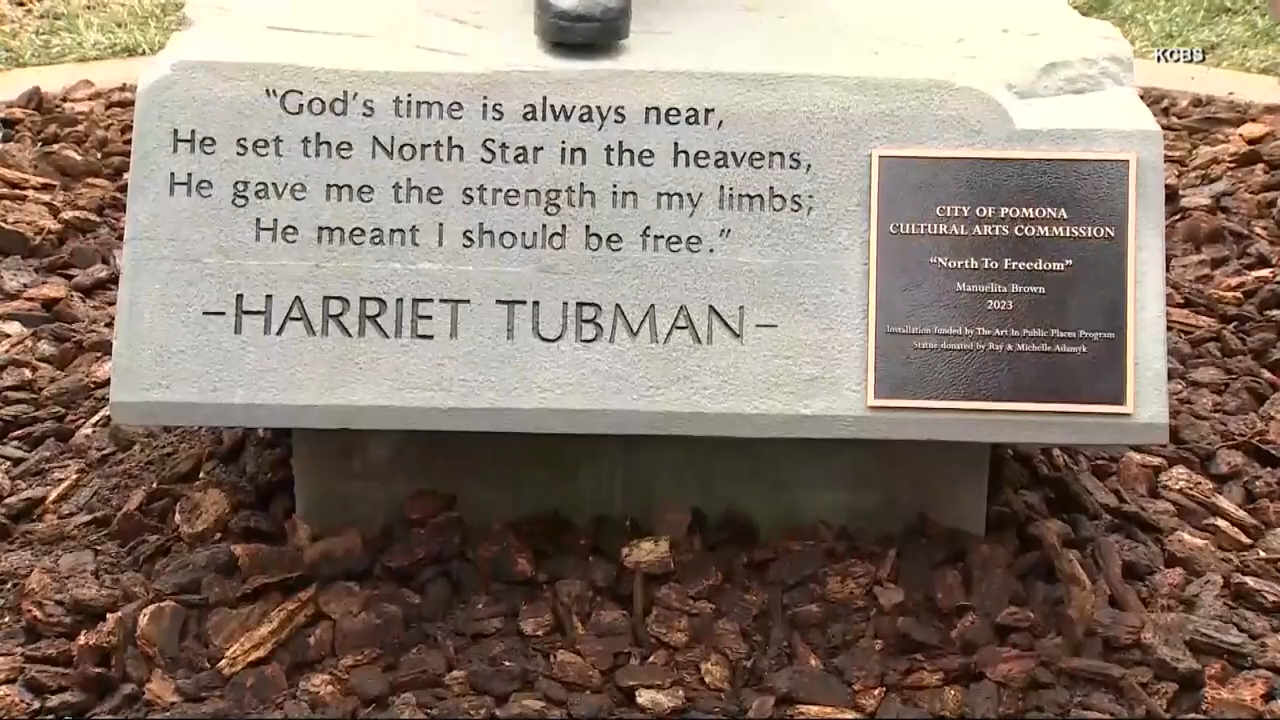 "God's time is always near,
He set the North Star in the heavens,
He gave me the strength in my limbs;
He meant I should be free."
-HARRIET TUBMAN-
CITY OF POMONA
CULTURAL ARTS COMMISSION
"North To Freedom"
Manuelita Brown
2023
Installation funded by The Art In Public Places Program
Statue donated by Ray & Michelle Adamyk
KCBS